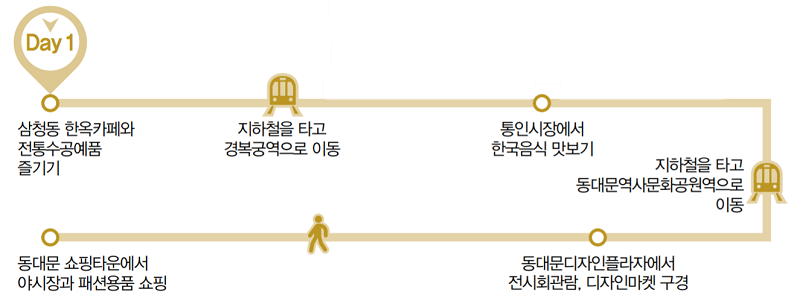 Day 1
삼청동 한옥카페와
전통수공예품
즐기기
지하철을 타고
경복궁역으로 이동
통인시장에서
한국음식 맛보기
지하철을 타고
동대문역사문화공원역으로
이동
동대문디자인플라자에서
전시회관람, 디자인마켓 구경
동대문 쇼핑타운에서
야시장과 패션용품 쇼핑